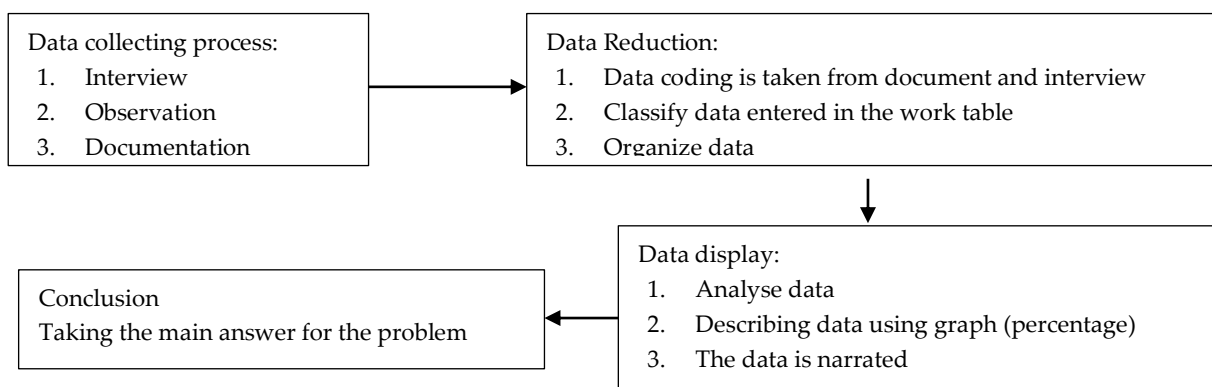 Data collecting process:
1. Interview
2. Observation
3. Documentation
Data Reduction:
1. Data coding is taken from document and interview
2. Classify data entered in the work table
3. Organize data
Data display:
1. Analyse data
2. Describing data using graph (percentage)
3. The data is narrated
Conclusion
Taking the main answer for the problem